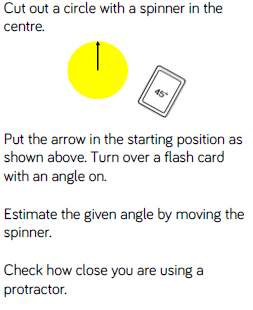 Cut out a circle with a spinner in the
centre.
45°
Put the arrow in the starting position as
shown above. Turn over a flash card
with an angle on.
Estimate the given angle by moving the
spinner.
Check how close you are using a
protractor.